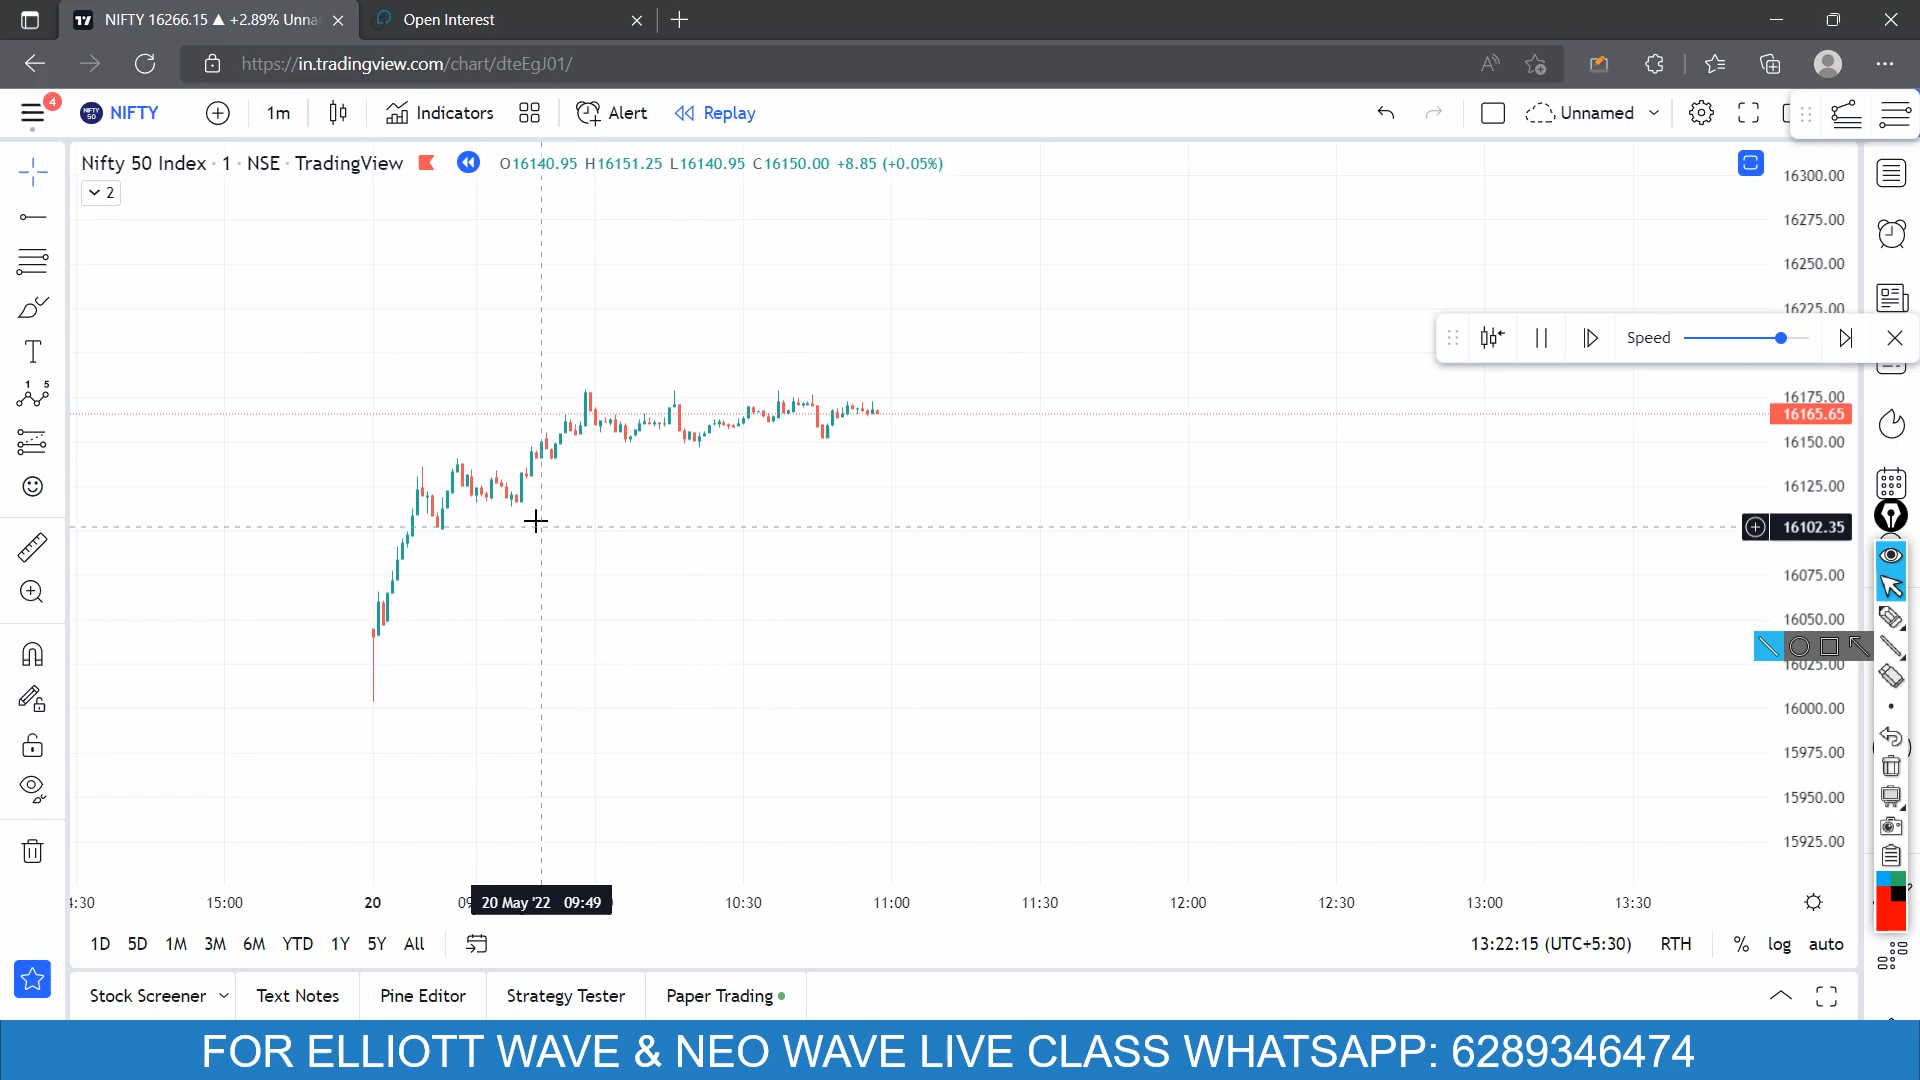 NIFTY 16266.15 ▲ +2.89% Unna
Open Interest
https://in.tradingview.com/chart/dteEgJ01/
4
NIFTY
1m
Indicators
Alert
Replay
Unnamed
Nifty 50 Index · 1 · NSE · TradingView
O16140.95 H16151.25 L16140.95 C16150.00 +8.85 (+0.05%)
2
16300.00
16275.00
16250.00
16225.00
Speed
16175.00
16165.65
16150.00
16125.00
16102.35
16075.00
16050.00
16025.00
16000.00
15975.00
15950.00
15925.00
4:30
15:00
20
09
20 May '22 09:49
10:30
11:00
11:30
12:00
12:30
13:00
13:30
1D 5D 1M 3M 6M YTD 1Y 5Y All
13:22:15 (UTC+5:30) RTH % log auto
Stock Screener
Text Notes
Pine Editor
Strategy Tester
Paper Trading
FOR ELLIOTT WAVE & NEO WAVE LIVE CLASS WHATSAPP: 6289346474